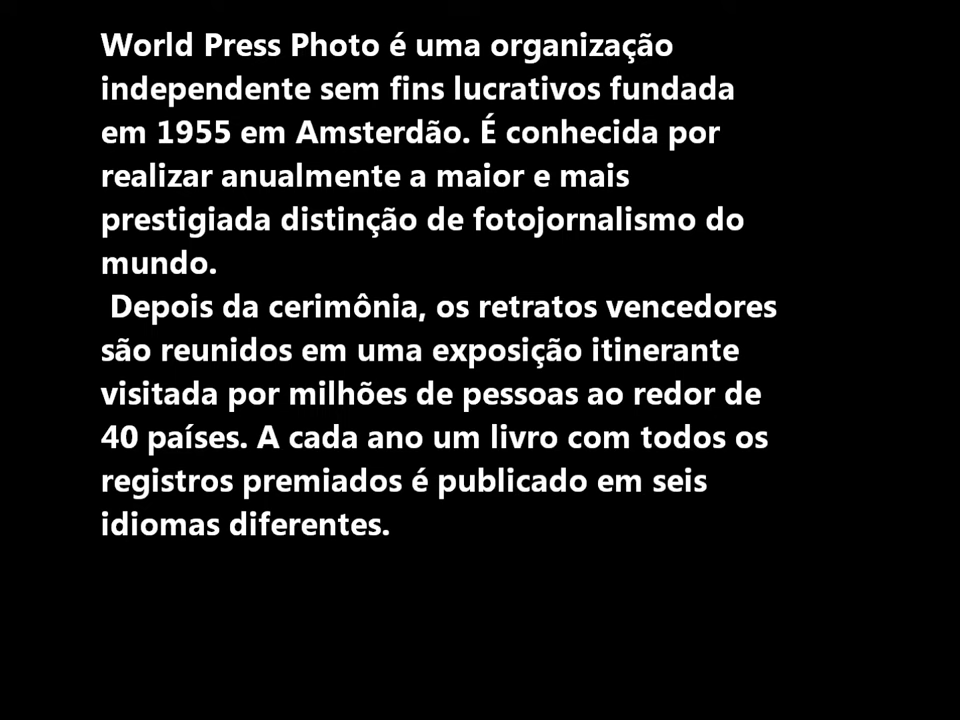 World Press Photo é uma organização
independente sem fins lucrativos fundada
em 1955 em Amsterdão. É conhecida por
realizar anualmente a maior e mais
prestigiada distinção de fotojornalismo do
mundo.
Depois da cerimônia, os retratos vencedores
são reunidos em uma exposição itinerante
visitada por milhões de pessoas ao redor de
40 países. A cada ano um livro com todos os
registros premiados é publicado em seis
idiomas diferentes.